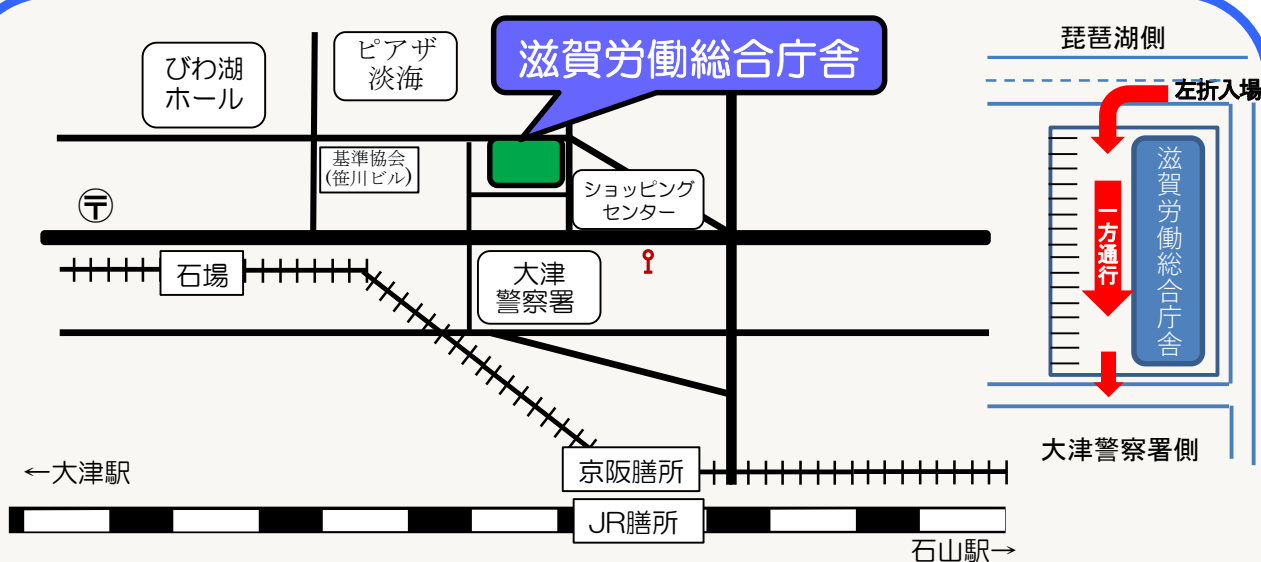 びわ湖
ホール
ピアザ
淡海
滋賀労働総合庁舎
基準協会
(笹川ビル)
ショッピング
センター
〒
石場
大津
警察署
京阪膳所
←大津駅
JR膳所
石山駅→
琵琶湖側
左折入場
一方通行
滋賀労働総合庁舎
大津警察署側